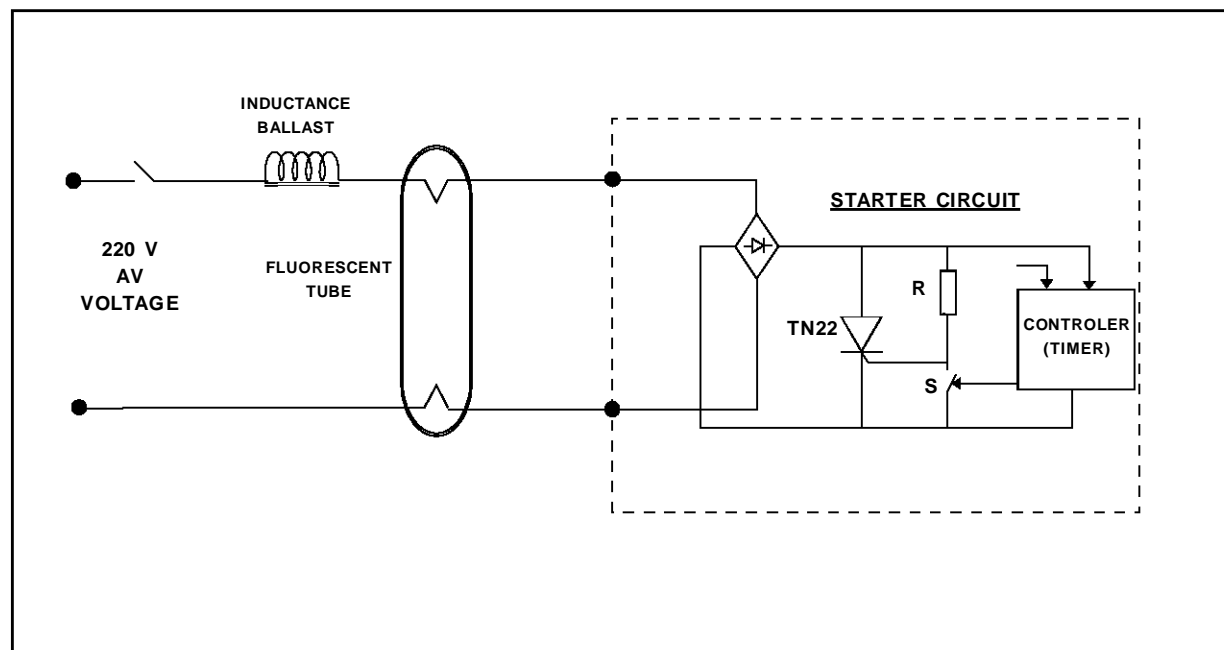 INDUCTANCE
BALLAST
220 V
AV
VOLTAGE
FLUORESCENT
TUBE
STARTER CIRCUIT
TN22
R
S
CONTROLER
(TIMER)